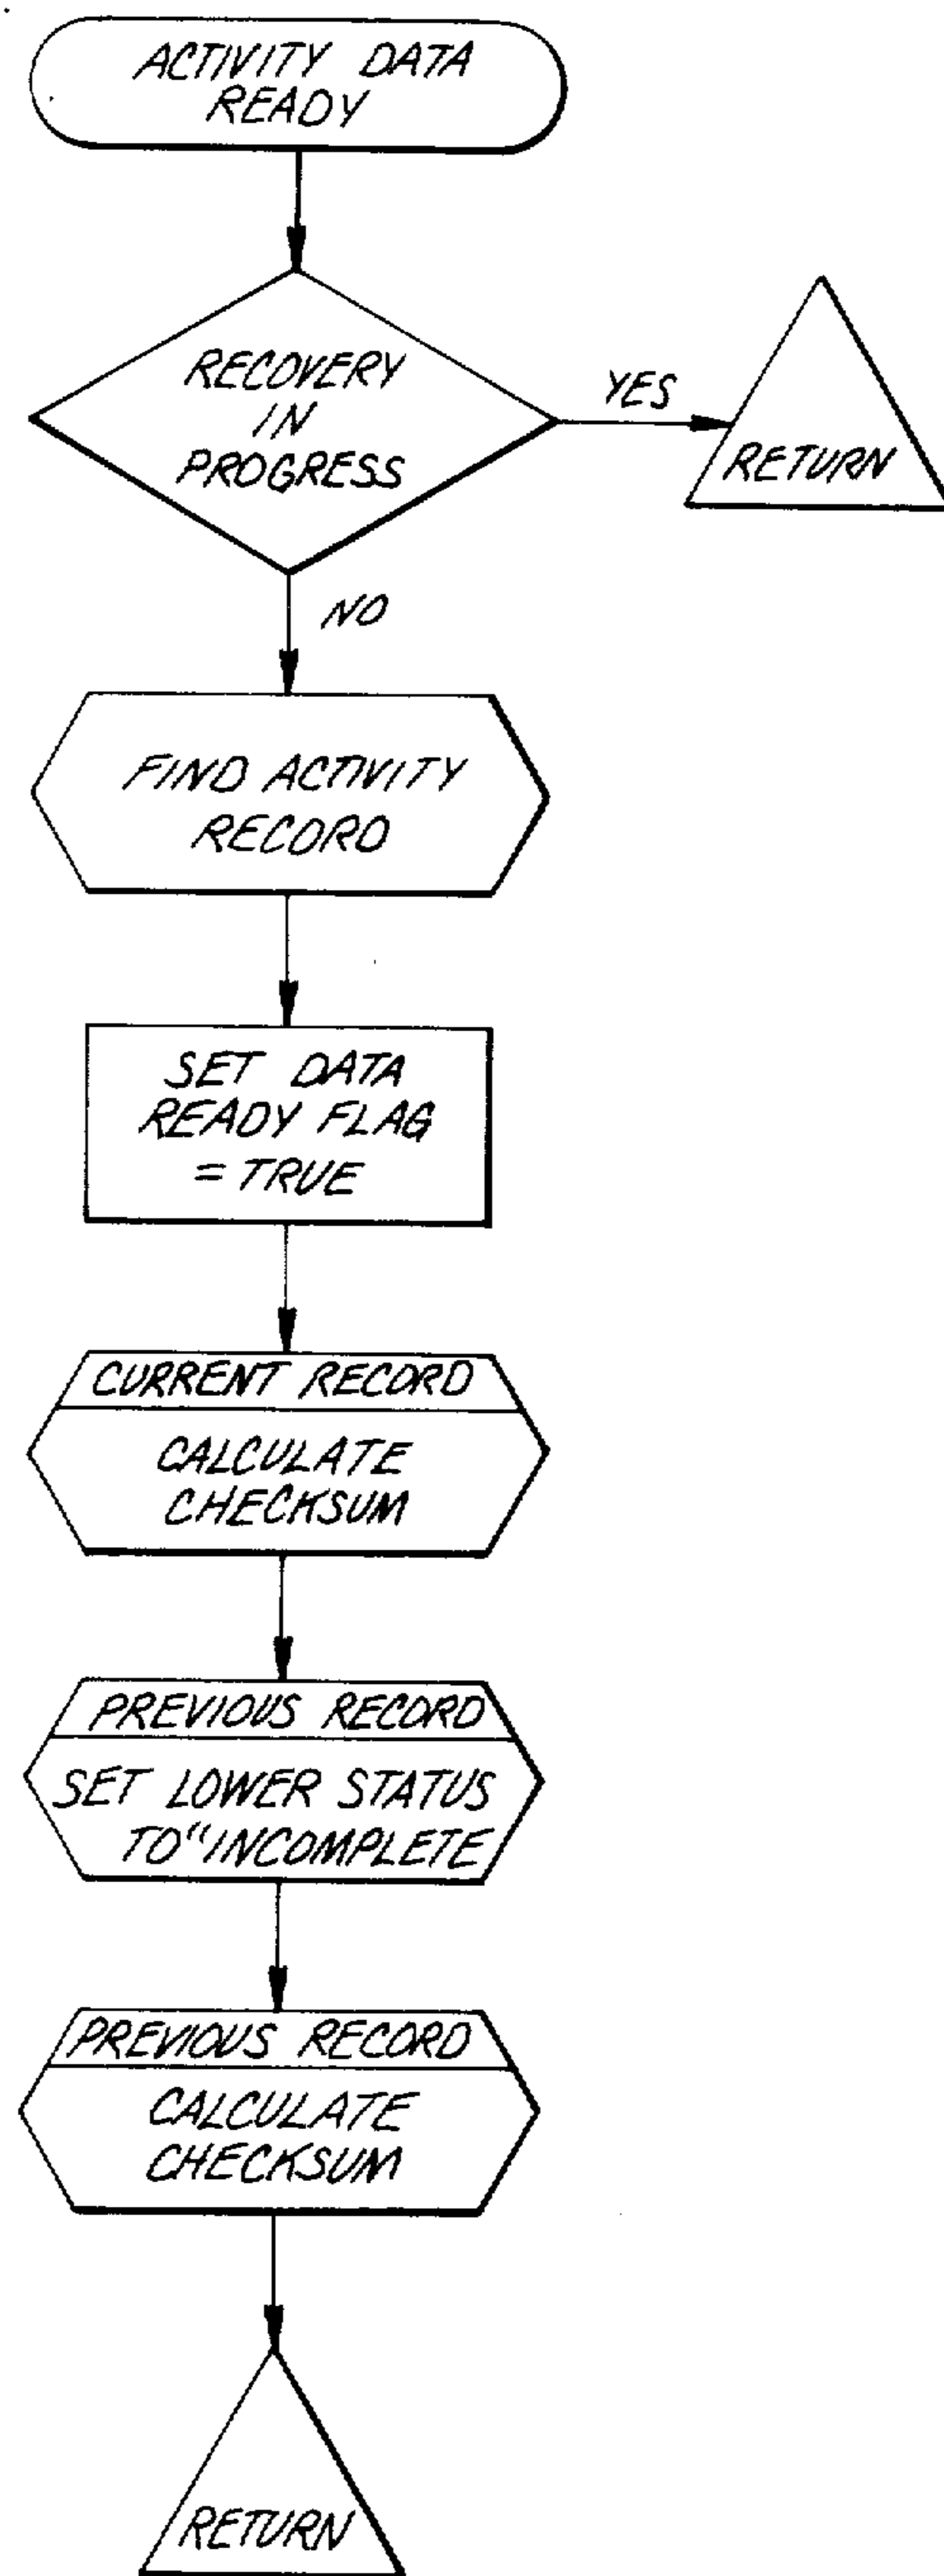 ACTIVITY DATA
READY
RECOVERY
IN
PROGRESS
YES
RETURN
NO
FIND ACTIVITY
RECORD
SET DATA
READY FLAG
= TRUE
CURRENT RECORD
CALCULATE
CHECKSUM
PREVIOUS RECORD
SET LOWER STATUS
TO "INCOMPLETE
PREVIOUS RECORD
CALCULATE
CHECKSUM
RETURN